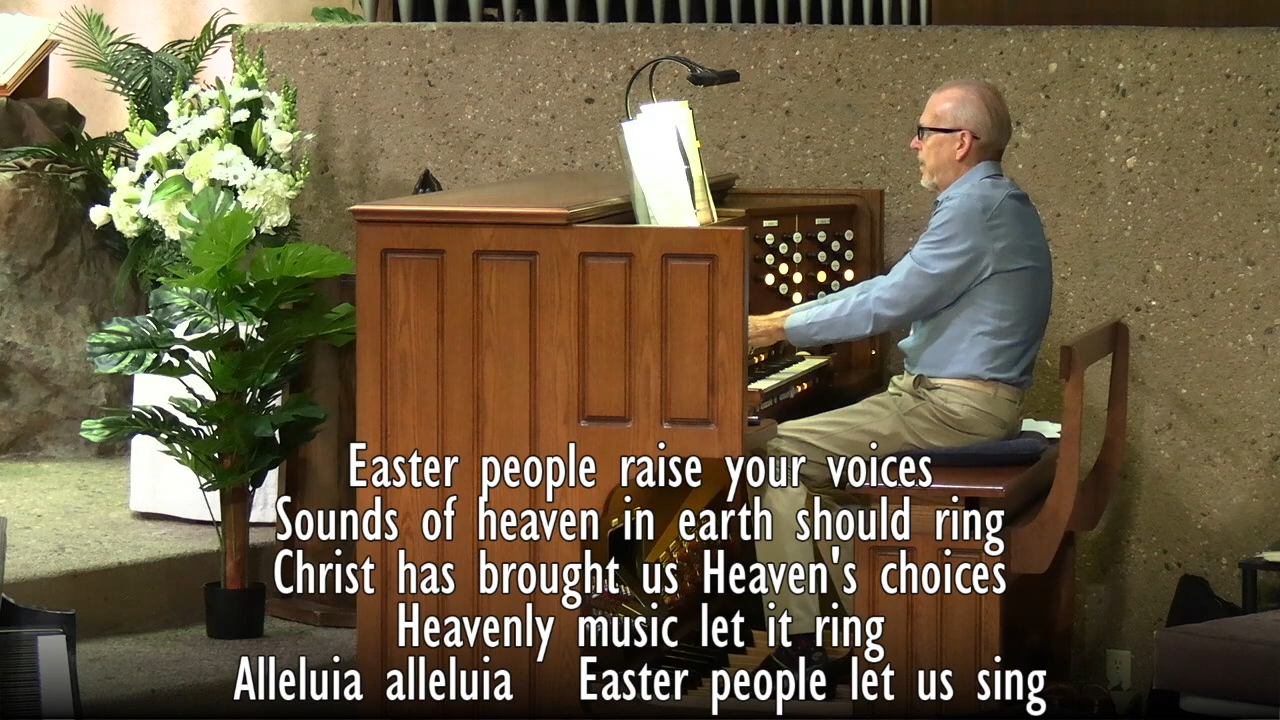 Easter people raise your voices
Sounds of heaven in earth should ring
Christ has brought us Heaven's choices
Heavenly music let it ring
Alleluia alleluia Easter people let us sing